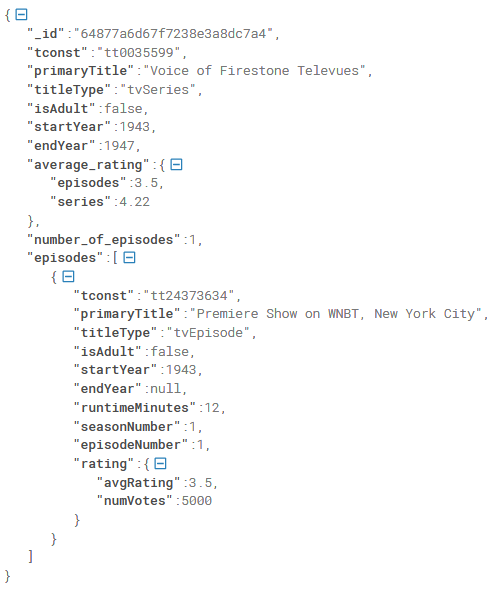 {
"_id":"64877a6d67f7238e3a8dc7a4",
"tconst":"tt0035599",
"primaryTitle":"Voice of Firestone Televues",
"titleType":"tvSeries",
"isAdult":false,
"startYear":1943,
"endYear":1947,
"average_rating":{
"episodes":3.5,
"series":4.22
},
"number_of_episodes":1,
"episodes":[
{
"tconst":"tt24373634",
"primaryTitle":"Premiere Show on WNBT, New York City",
"titleType":"tvEpisode",
"isAdult":false,
"startYear":1943,
"endYear":null,
"runtimeMinutes":12,
"seasonNumber":1,
"episodeNumber":1,
"rating":{
"avgRating":3.5,
"numVotes":5000
}
}
]
}